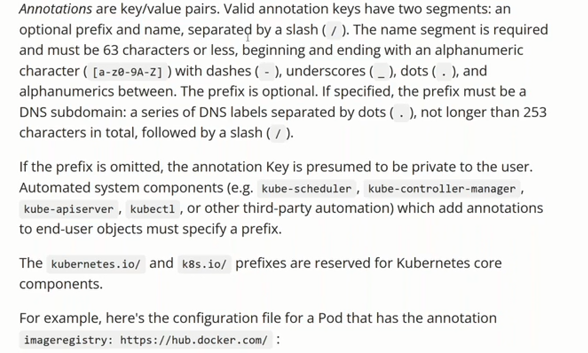 Annotations are key/value pairs. Valid annotation keys have two segments: an
optional prefix and name, separated by a slash ( / ). The name segment is required
and must be 63 characters or less, beginning and ending with an alphanumeric
character ( [a-z0-9A-Z] ) with dashes ( - ), underscores ( _ ), dots ( . ), and
alphanumerics between. The prefix is optional. If specified, the prefix must be a
DNS subdomain: a series of DNS labels separated by dots ( . ), not longer than 253
characters in total, followed by a slash ( / ).
If the prefix is omitted, the annotation Key is presumed to be private to the user.
Automated system components (e.g. kube-scheduler , kube-controller-manager ,
kube-apiserver , kubectl , or other third-party automation) which add annotations
to end-user objects must specify a prefix.
The kubernetes.io/ and k8s.io/ prefixes are reserved for Kubernetes core
components.
For example, here's the configuration file for a Pod that has the annotation
imageregistry: https://hub.docker.com/ :